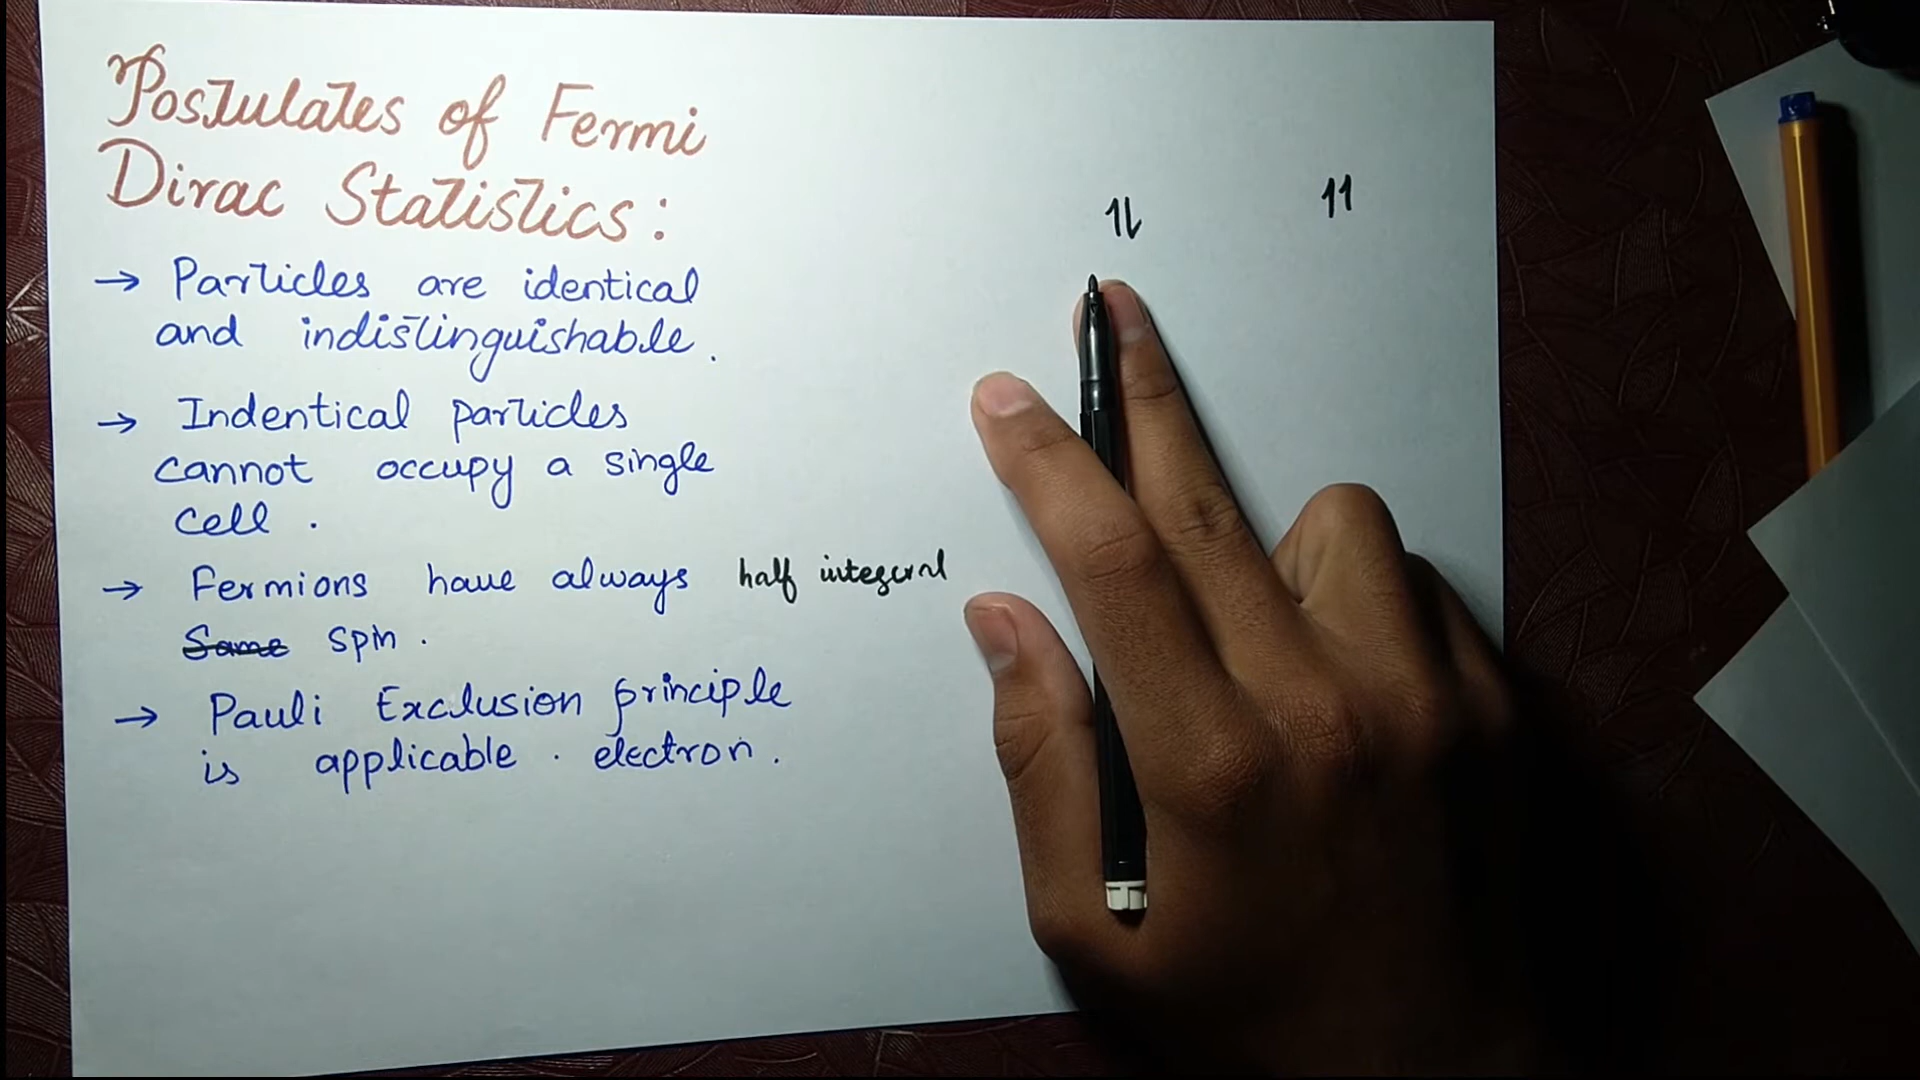 Postulates of Fermi
Dirac Statistics :
→ Particles are identical
and indistinguishable.
→ Indentical particles
cannot occupy a single
cell .
→ Fermions have always half integral
Same spin .
→ Pauli Exclusion principle
is applicable . electron .
↿⇂
↿↿